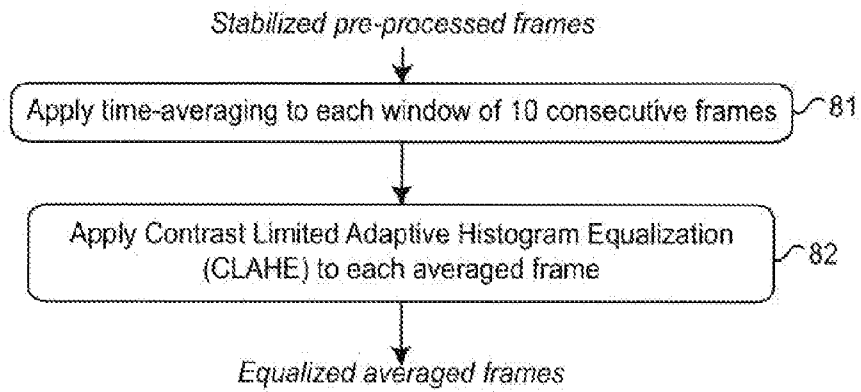 Stabilized pre-processed frames
Apply time-averaging to each window of 10 consecutive frames 81
Apply Contrast Limited Adaptive Histogram Equalization
(CLAHE) to each averaged frame
82
Equalized averaged frames